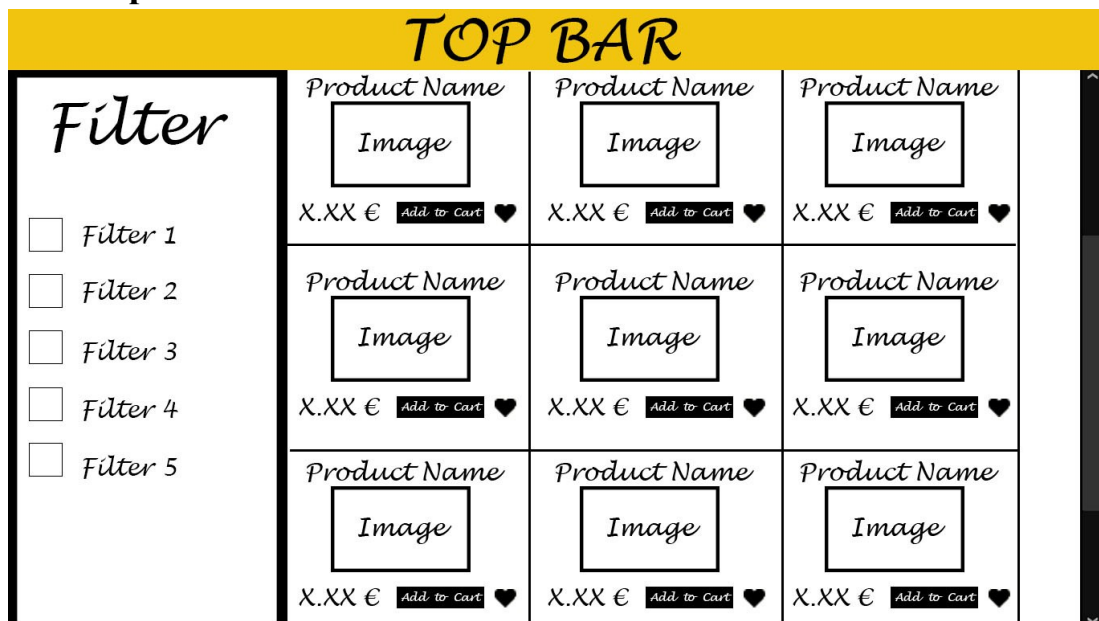 TOP BAR
Filter
Filter 1
Filter 2
Filter 3
Filter 4
Filter 5
Product Name Product Name Product Name
Image Image Image
X.XX € Add to Cart X.XX € Add to Cart X.XX € Add to Cart
Product Name Product Name Product Name
Image Image Image
X.XX € Add to Cart X.XX € Add to Cart X.XX € Add to Cart
Product Name Product Name Product Name
Image Image Image
X.XX € Add to Cart X.XX € Add to Cart X.XX € Add to Cart